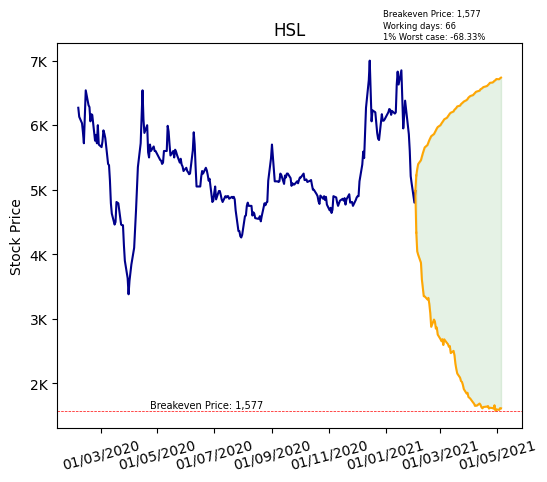 Breakeven Price: 1,577
Working days: 66
1% Worst case: -68.33%
HSL
7K
6K
5K
4K
3K
2K
Stock Price
Breakeven Price: 1,577
01/03/2020
01/05/2020
01/07/2020
01/09/2020
01/11/2020
01/01/2021
01/03/2021
01/05/2021